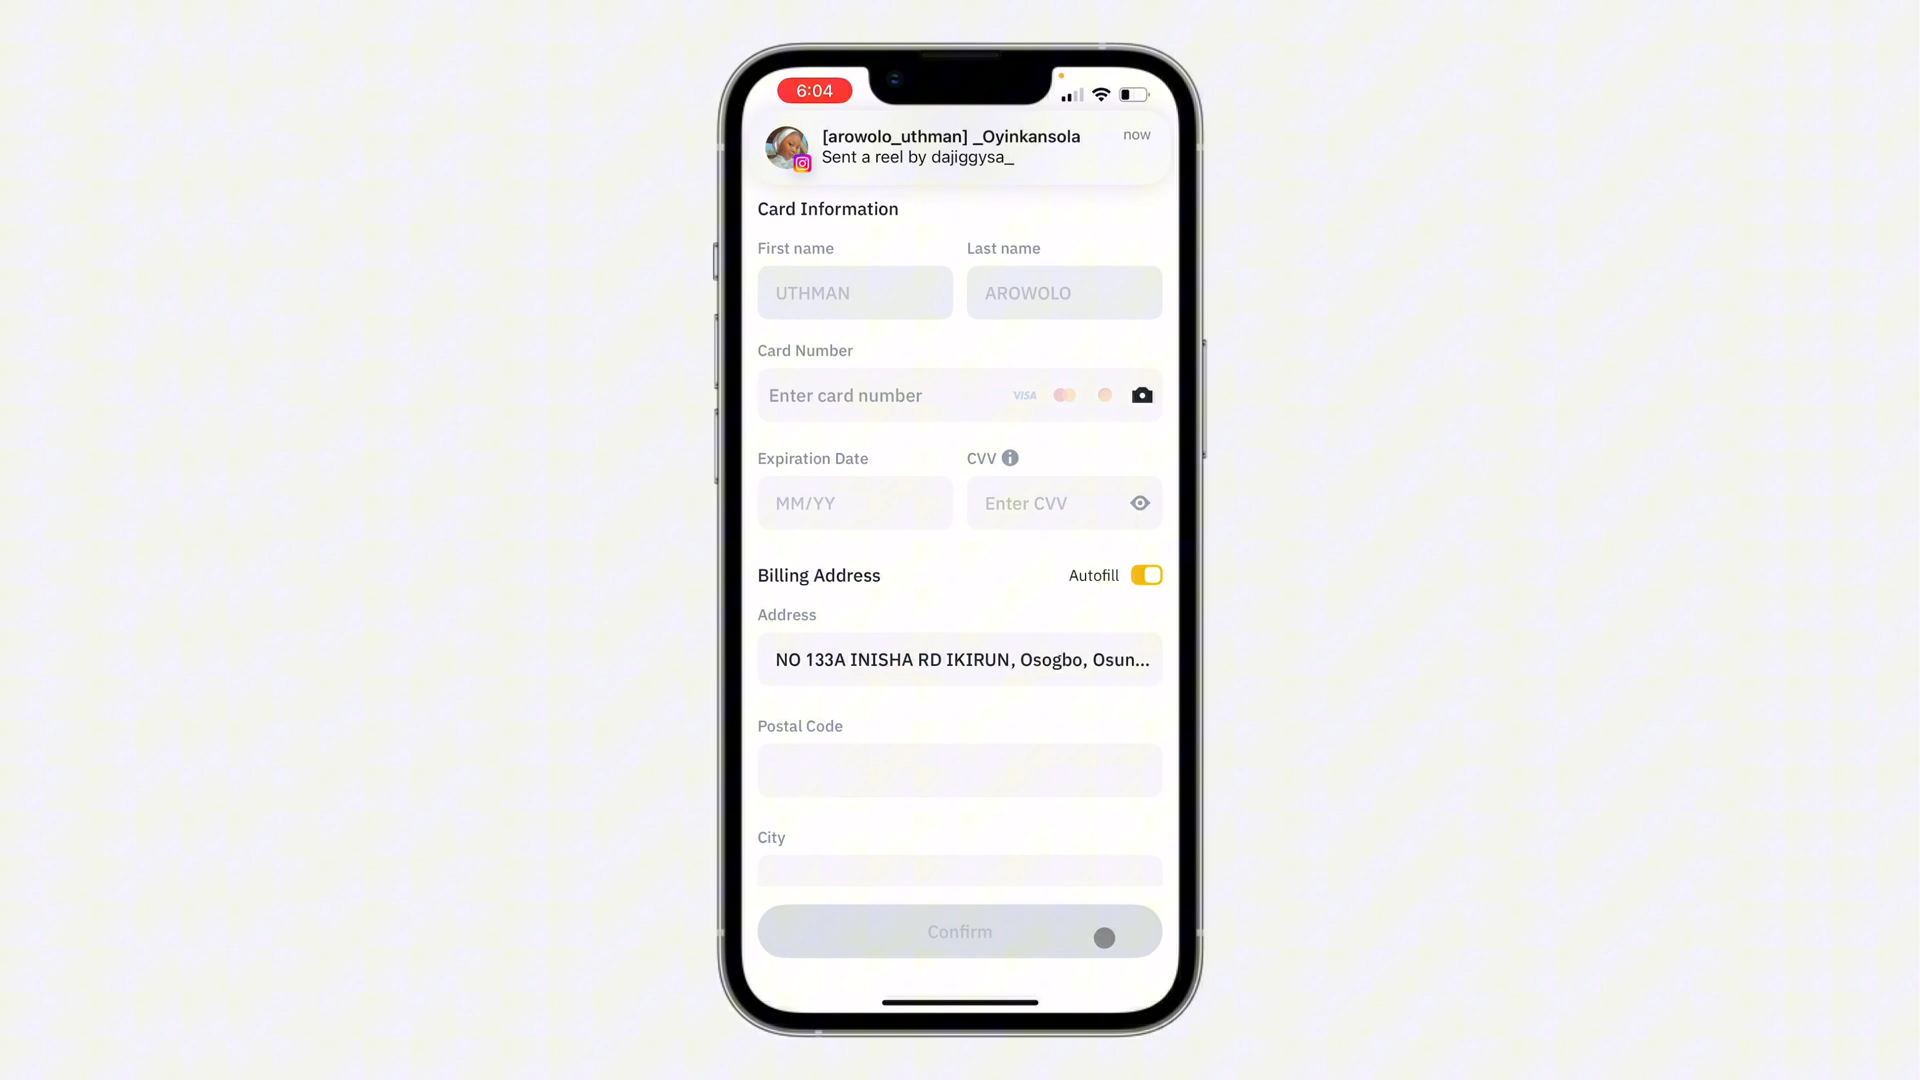 6:04
[arowolo_uthman] _Oyinkansola
now
Sent a reel by dajiggysa_
Card Information
First name
Last name
UTHMAN
AROWOLO
Card Number
Enter card number
VISA
Expiration Date
CVV
MM/YY
Enter CVV
Billing Address
Autofill
Address
NO 133A INISHA RD IKIRUN, Osogbo, Osun...
Postal Code
City
Confirm